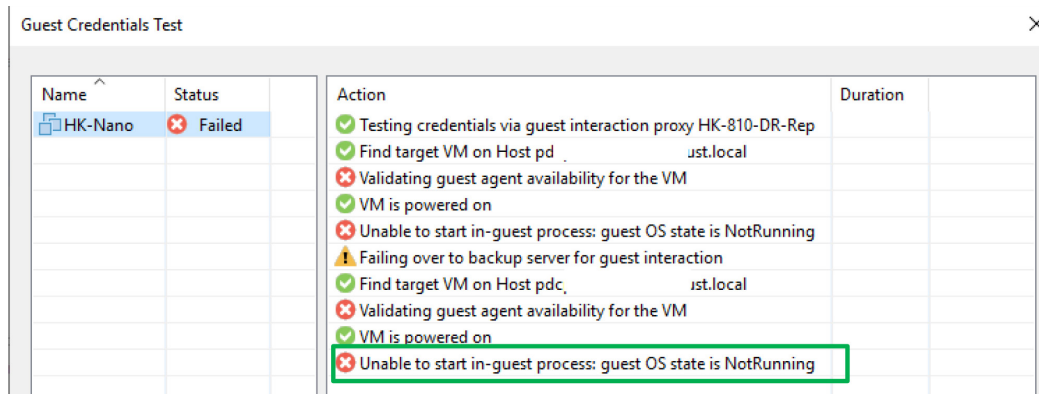 Guest Credentials Test
Name Status
HK-Nano Failed
Action Duration
Testing credentials via guest interaction proxy HK-810-DR-Rep
Find target VM on Host pd ust.local
Validating guest agent availability for the VM
VM is powered on
Unable to start in-guest process: guest OS state is NotRunning
Failing over to backup server for guest interaction
Find target VM on Host pdc ust.local
Validating guest agent availability for the VM
VM is powered on
Unable to start in-guest process: guest OS state is NotRunning